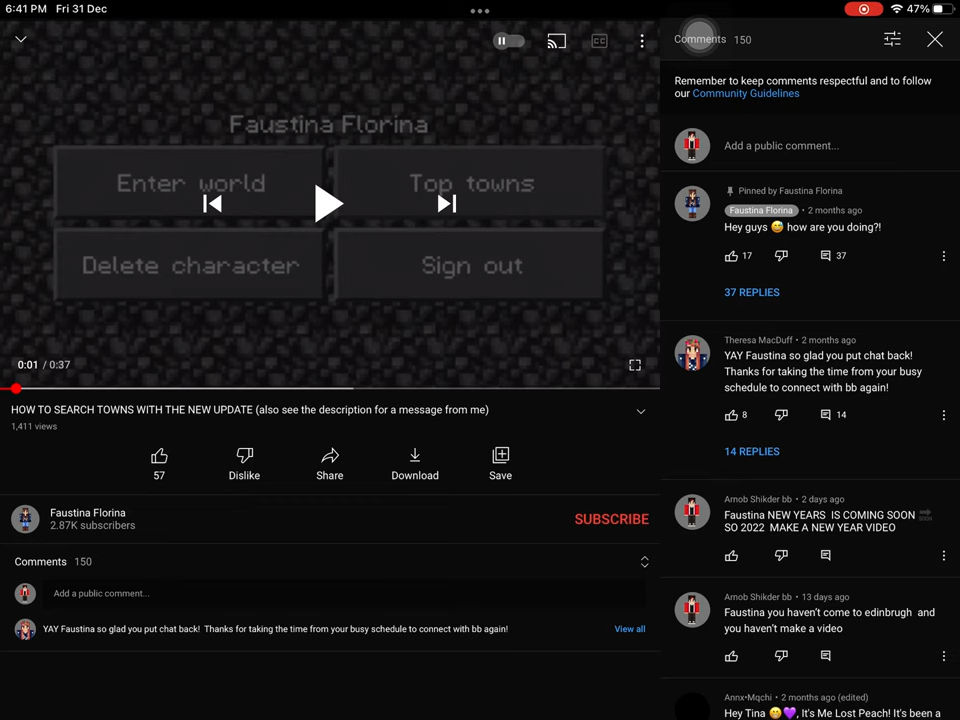 6:41 PM Fri 31 Dec
47%
CC
Faustina Florina
Enter world
Top towns
Delete character
Sign out
0:01 / 0:37
HOW TO SEARCH TOWNS WITH THE NEW UPDATE (also see the description for a message from me)
1,411 views
57
Dislike
Share
Download
Save
Faustina Florina
2.87K subscribers
SUBSCRIBE
Comments 150
Add a public comment...
YAY Faustina so glad you put chat back! Thanks for taking the time from your busy schedule to connect with bb again!
View all
Comments 150
Remember to keep comments respectful and to follow
our Community Guidelines
Add a public comment...
Pinned by Faustina Florina
Faustina Florina • 2 months ago
Hey guys 😅 how are you doing?!
17 37
37 REPLIES
Theresa MacDuff • 2 months ago
YAY Faustina so glad you put chat back!
Thanks for taking the time from your busy
schedule to connect with bb again!
8 14
14 REPLIES
Arnob Shikder bb • 2 days ago
Faustina NEW YEARS IS COMING SOON 🔜
SO 2022 MAKE A NEW YEAR VIDEO
Arnob Shikder bb • 13 days ago
Faustina you haven't come to edinbrugh and
you haven't make a video
Annx•Mqchi • 2 months ago (edited)
Hey Tina 😋💜, It's Me Lost Peach! It's been a